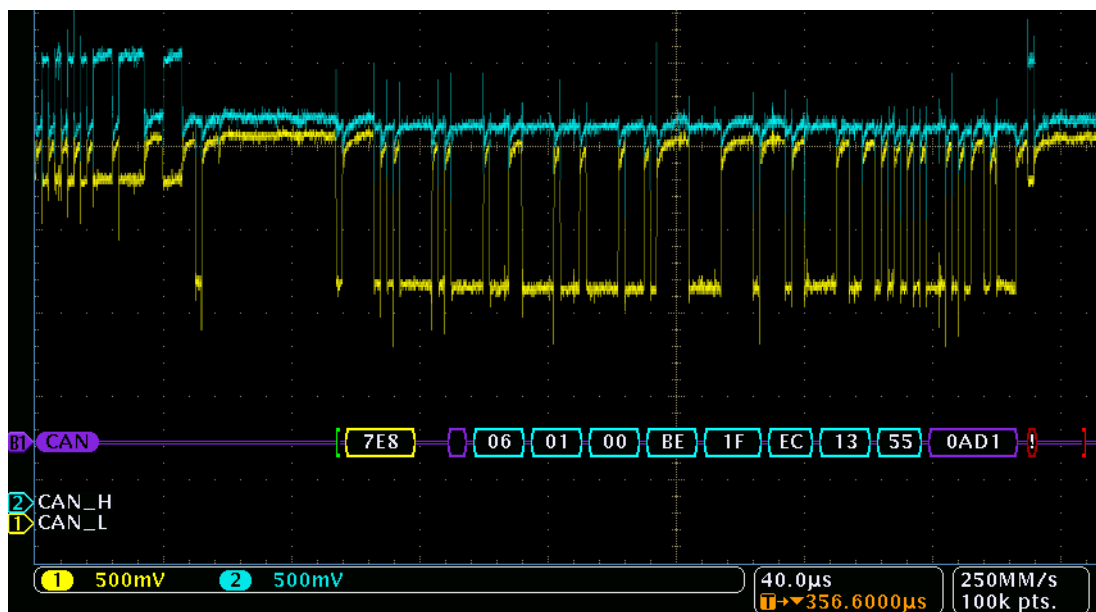 B1 CAN 7E8 06 01 00 BE 1F EC 13 55 0AD1 !
2 CAN_H
1 CAN_L
1 500mV 2 500mV 40.0µs 250MM/s
T→▼356.6000µs 100k pts.